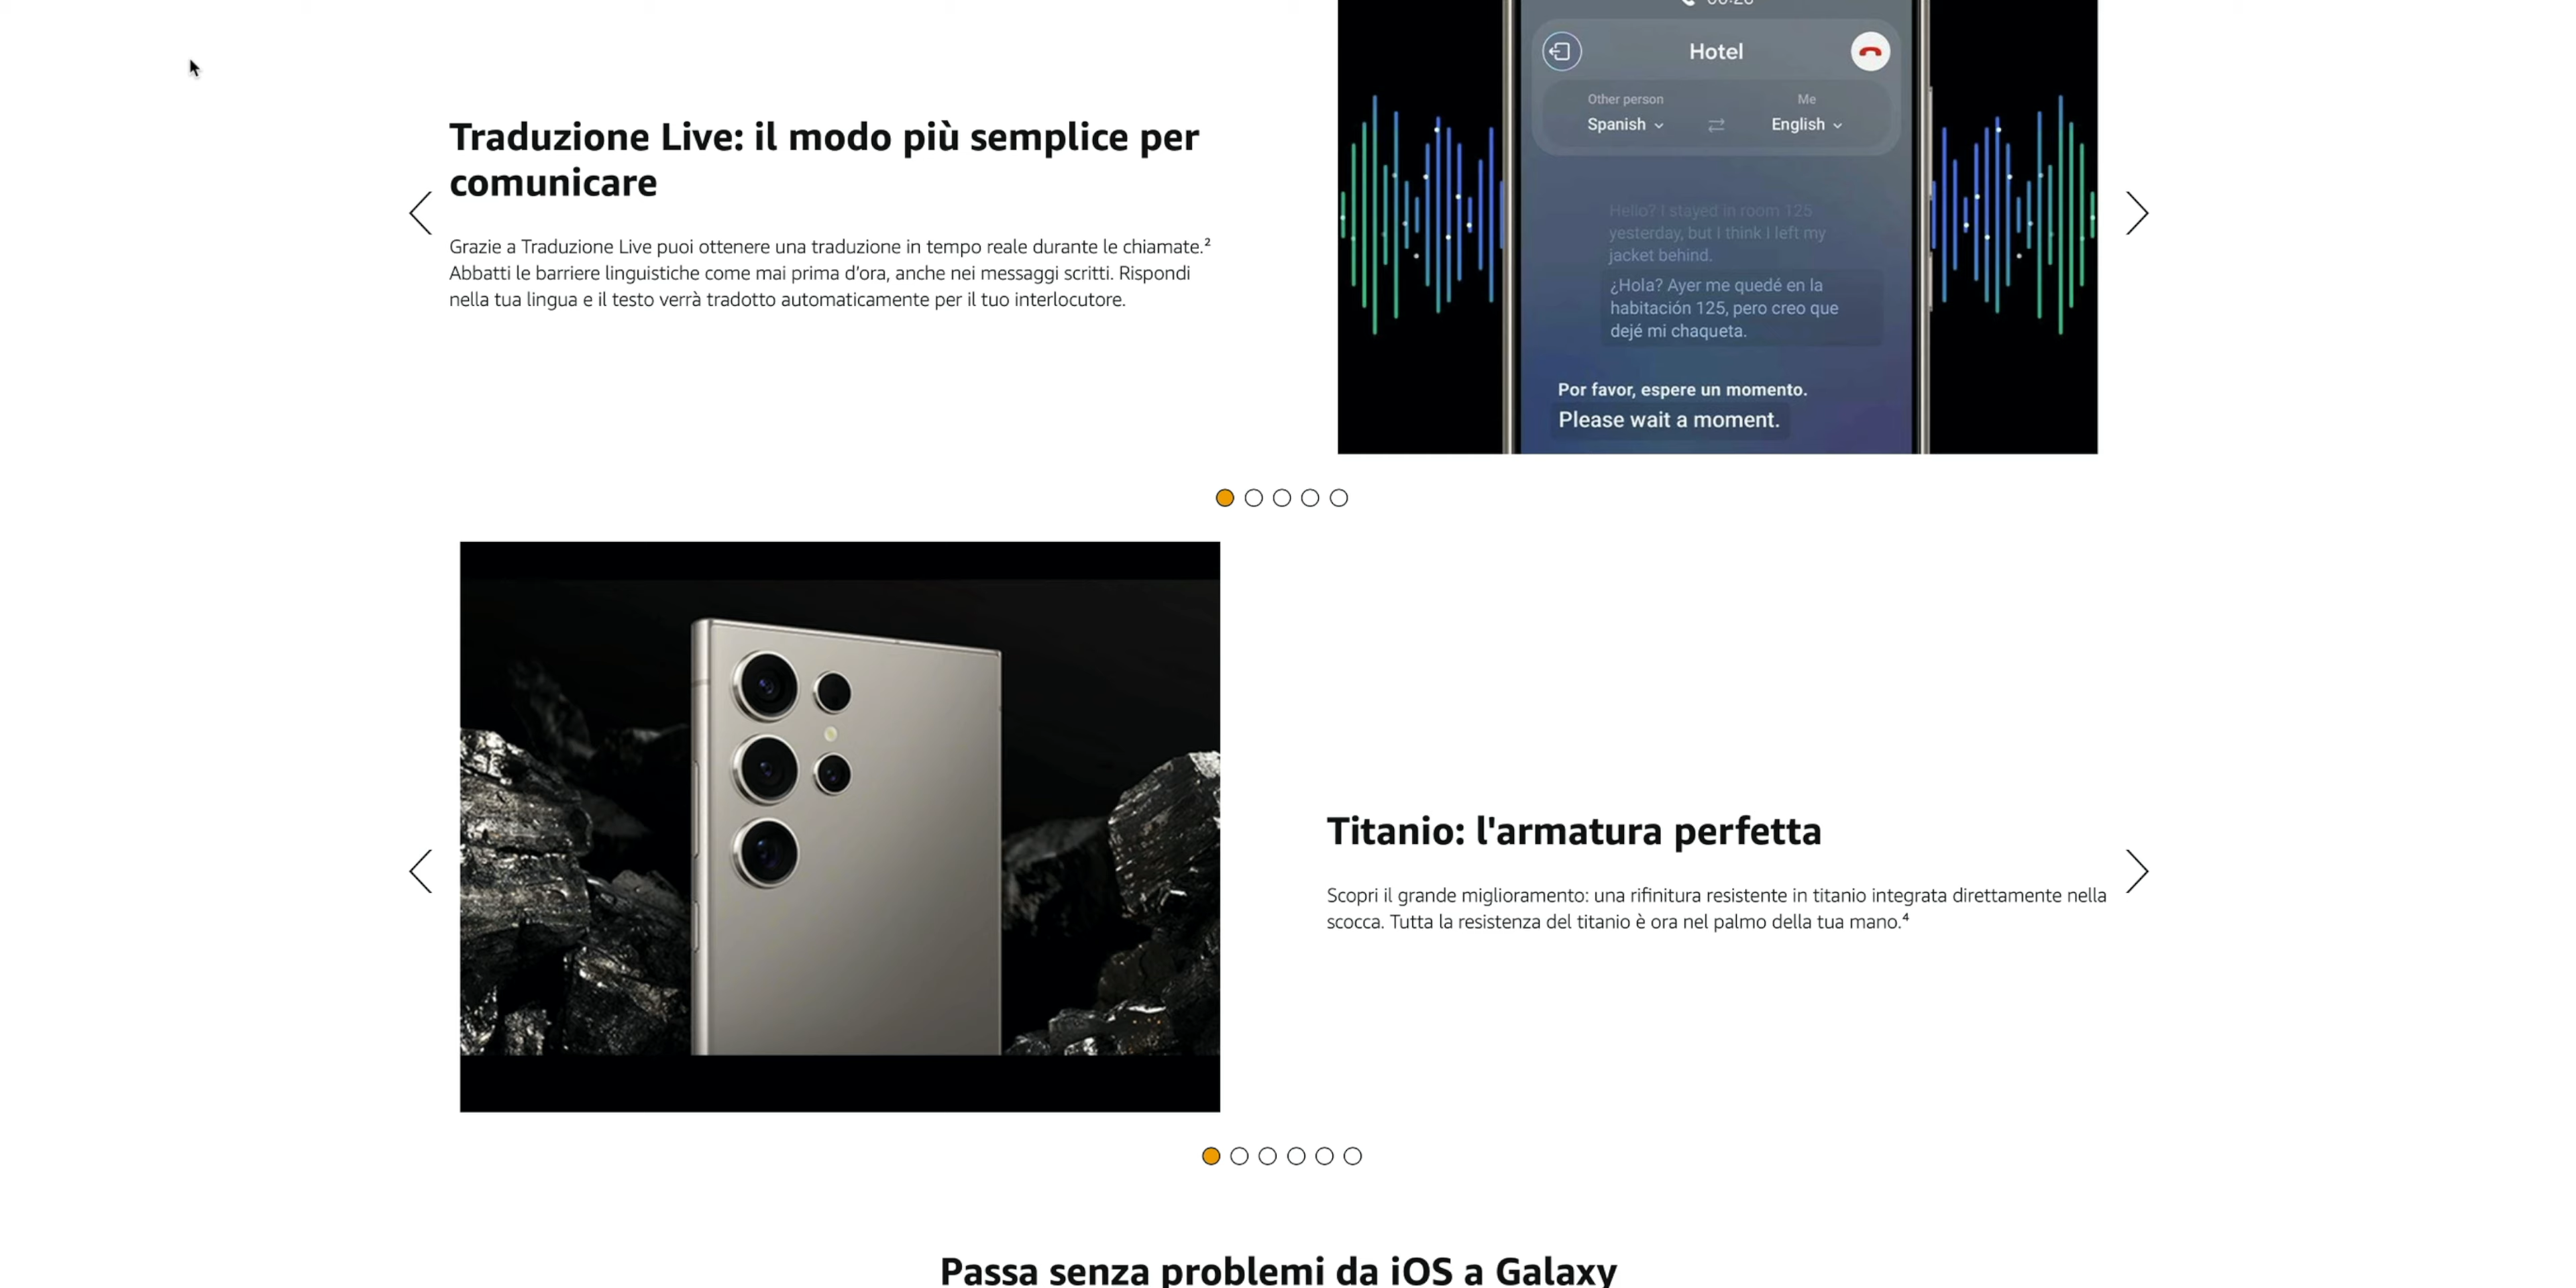 Traduzione Live: il modo più semplice per
comunicare
Grazie a Traduzione Live puoi ottenere una traduzione in tempo reale durante le chiamate.²
Abbatti le barriere linguistiche come mai prima d’ora, anche nei messaggi scritti. Rispondi
nella tua lingua e il testo verrà tradotto automaticamente per il tuo interlocutore.
Hotel
Other person
Me
Spanish
English
Hello? I stayed in room 125
yesterday, but I think I left my
jacket behind.
¿Hola? Ayer me quedé en la
habitación 125, pero creo que
dejé mi chaqueta.
Por favor, espere un momento.
Please wait a moment.
Titanio: l'armatura perfetta
Scopri il grande miglioramento: una rifinitura resistente in titanio integrata direttamente nella
scocca. Tutta la resistenza del titanio è ora nel palmo della tua mano.⁴
Passa senza problemi da iOS a Galaxy